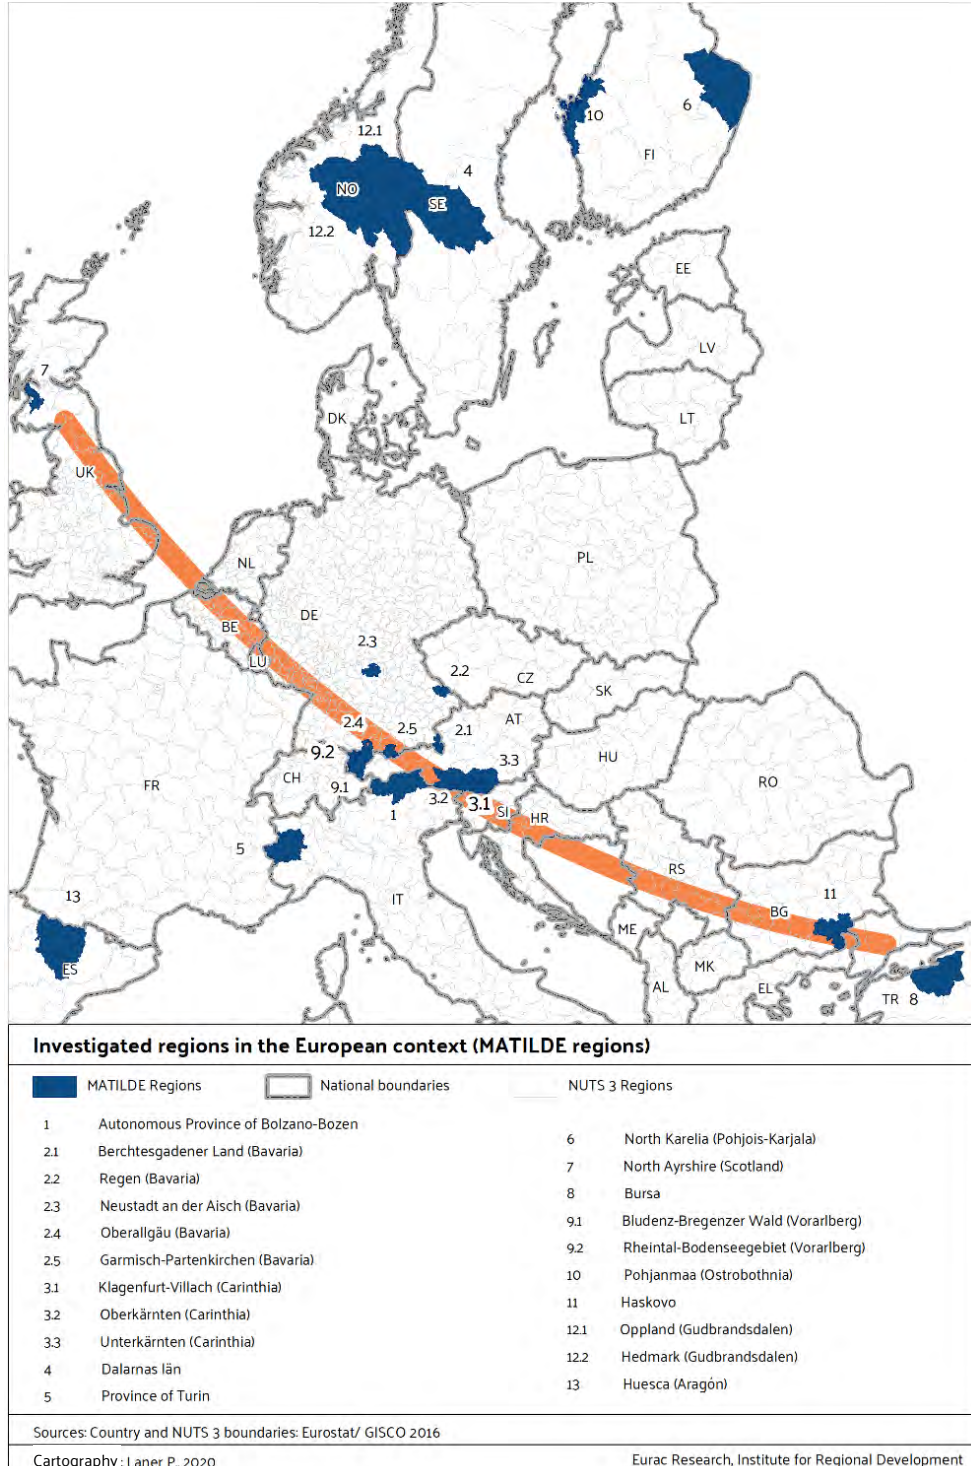 12.1
10
6
FI
4
NO
SE
12.2
EE
LV
7
DK
LT
UK
PL
NL
DE
BE
2.3
LU
2.2
CZ
SK
AT
2.4
2.5
2.1
9.2
HU
3.3
CH
RO
FR
9.1
3.2
3.1
SI
HR
1
5
RS
13
IT
11
BG
ME
MK
ES
AL
EL
TR
8
Investigated regions in the European context (MATILDE regions)
MATILDE Regions
National boundaries
NUTS 3 Regions
1 Autonomous Province of Bolzano-Bozen
2.1 Berchtesgadener Land (Bavaria)
2.2 Regen (Bavaria)
2.3 Neustadt an der Aisch (Bavaria)
2.4 Oberallgäu (Bavaria)
2.5 Garmisch-Partenkirchen (Bavaria)
3.1 Klagenfurt-Villach (Carinthia)
3.2 Oberkärnten (Carinthia)
3.3 Unterkärnten (Carinthia)
4 Dalarnas län
5 Province of Turin
6 North Karelia (Pohjois-Karjala)
7 North Ayrshire (Scotland)
8 Bursa
9.1 Bludenz-Bregenzer Wald (Vorarlberg)
9.2 Rheintal-Bodenseegebiet (Vorarlberg)
10 Pohjanmaa (Ostrobothnia)
11 Haskovo
12.1 Oppland (Gudbrandsdalen)
12.2 Hedmark (Gudbrandsdalen)
13 Huesca (Aragón)
Sources: Country and NUTS 3 boundaries: Eurostat/ GISCO 2016
Cartography : Laner P., 2020
Eurac Research, Institute for Regional Development